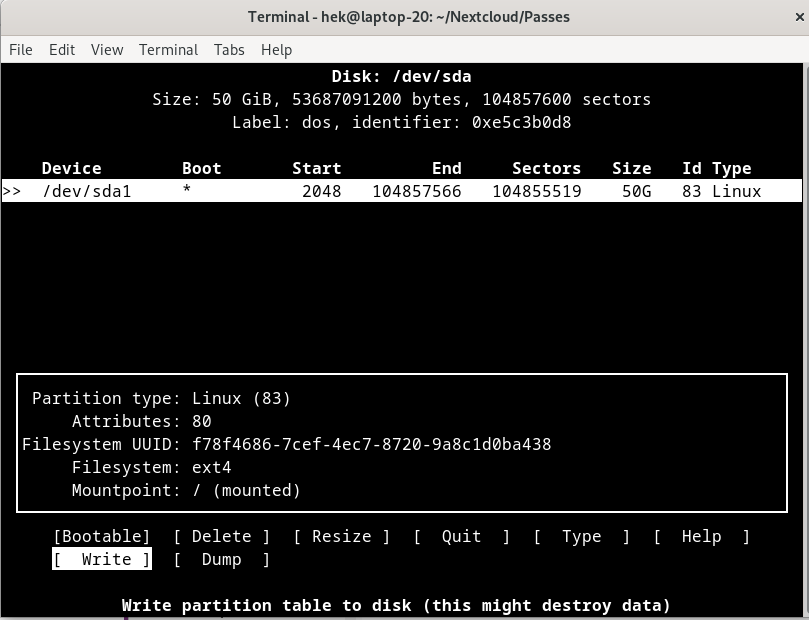 Terminal - hek@laptop-20: ~/Nextcloud/Passes
File Edit View Terminal Tabs Help
Disk: /dev/sda
Size: 50 GiB, 53687091200 bytes, 104857600 sectors
Label: dos, identifier: 0xe5c3b0d8
Device Boot Start End Sectors Size Id Type
>> /dev/sda1 * 2048 104857566 104855519 50G 83 Linux
Partition type: Linux (83)
Attributes: 80
Filesystem UUID: f78f4686-7cef-4ec7-8720-9a8c1d0ba438
Filesystem: ext4
Mountpoint: / (mounted)
[Bootable] [ Delete ] [ Resize ] [ Quit ] [ Type ] [ Help ]
[ Write ] [ Dump ]
Write partition table to disk (this might destroy data)